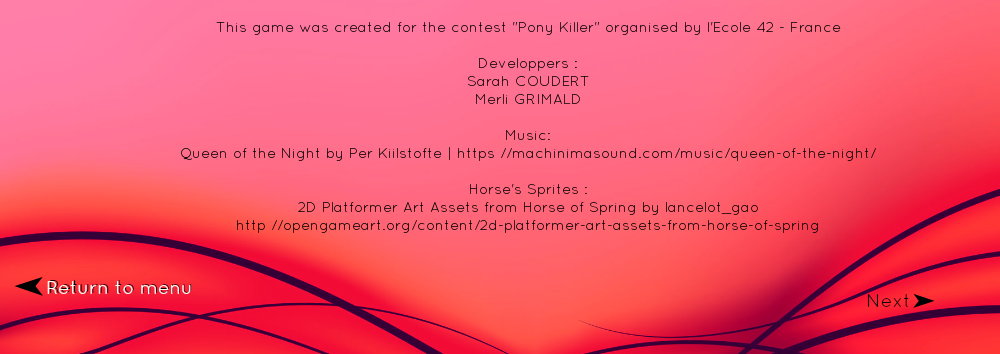 This game was created for the contest "Pony Killer" organised by l'Ecole 42 - France
Developpers :
Sarah COUDERT
Merli GRIMALD
Music:
Queen of the Night by Per Kiilstofte | https //machinimasound.com/music/queen-of-the-night/
Horse's Sprites :
2D Platformer Art Assets from Horse of Spring by lancelot_gao
http //opengameart.org/content/2d-platformer-art-assets-from-horse-of-spring
Return to menu
Next